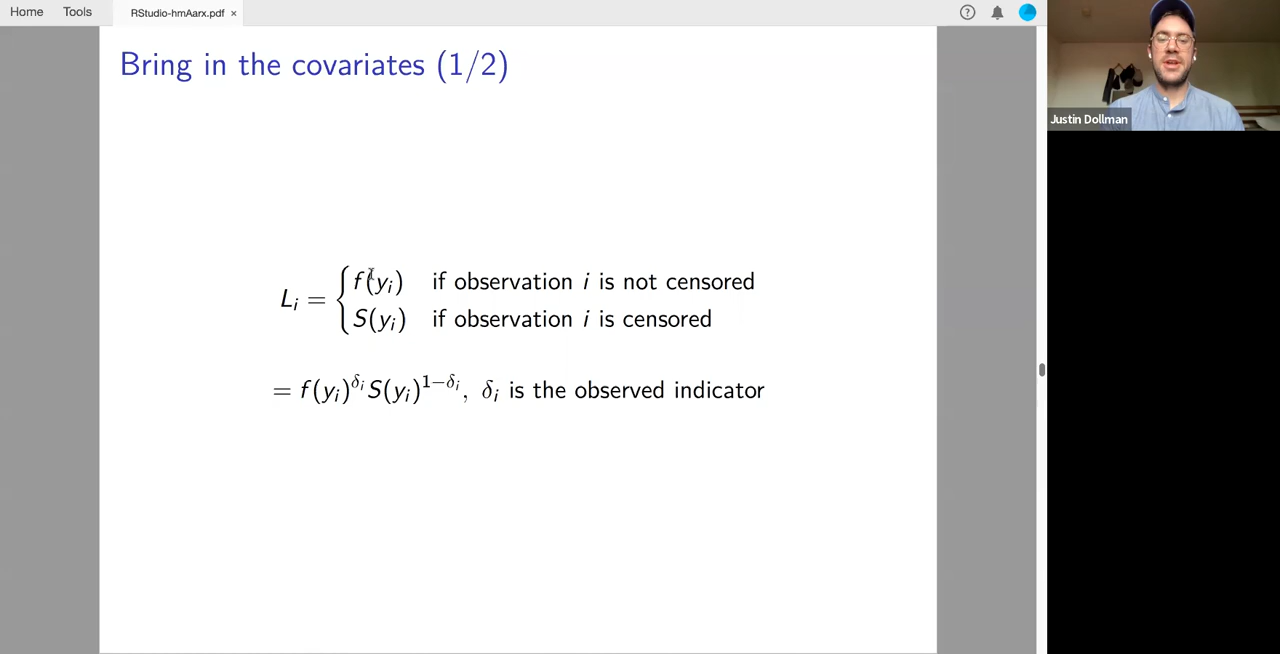 Home Tools RStudio-hmAarx.pdf ×
Bring in the covariates (1/2)
Justin Dollman
L_i = { f(y_i) if observation i is not censored
S(y_i) if observation i is censored
= f(y_i)^{δ_i} S(y_i)^{1−δ_i}, δ_i is the observed indicator